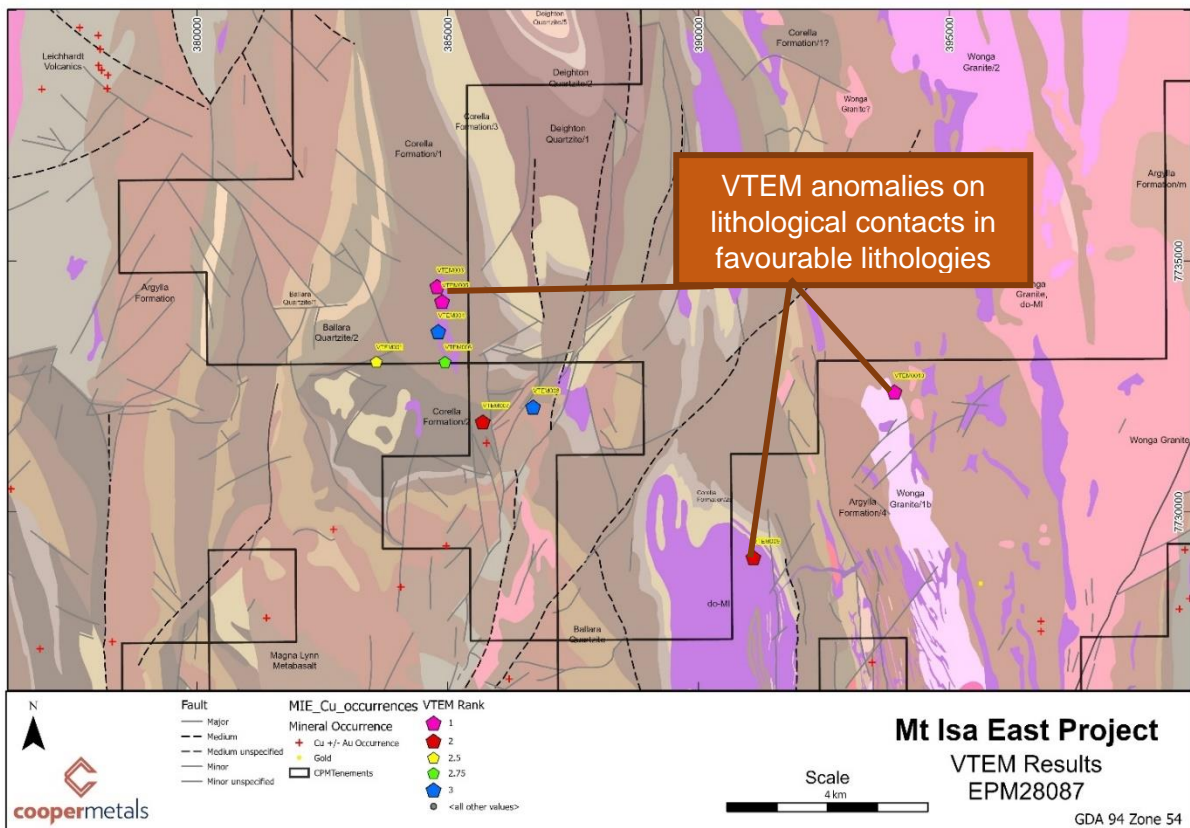 380000
385000
390000
395000
Deighton
Quartzite/5
Leichhardt
Volcanics
Corella
Formation/1?
Wonga
Granite/2
Deighton
Quartzite/2
Wonga
Granite?
Corella
Formation/3
Corella
Formation/1
Deighton
Quartzite/1
Argylla
Formation/m
VTEM anomalies on
lithological contacts in
favourable lithologies
7735000
Argylla
Formation
Ballara
Quartzite/1
Ballara
Quartzite/2
Granite,
do-MI
Corella
Formation/2
Wonga Granite
Argylla
Formation/4
Wonga
Granite/1b
7730000
do-MI
Ballara
Quartzite
Magna Lynn
Metabasalt
N
coopermetals
Fault
Major
Medium
Medium unspecified
Minor
Minor unspecified
MIE_Cu_occurrences
Mineral Occurrence
Cu +/- Au Occurrence
Gold
CPMTenements
VTEM Rank
1
2
2.5
2.75
3
<all other values>
Scale
4 km
Mt Isa East Project
VTEM Results
EPM28087
GDA 94 Zone 54